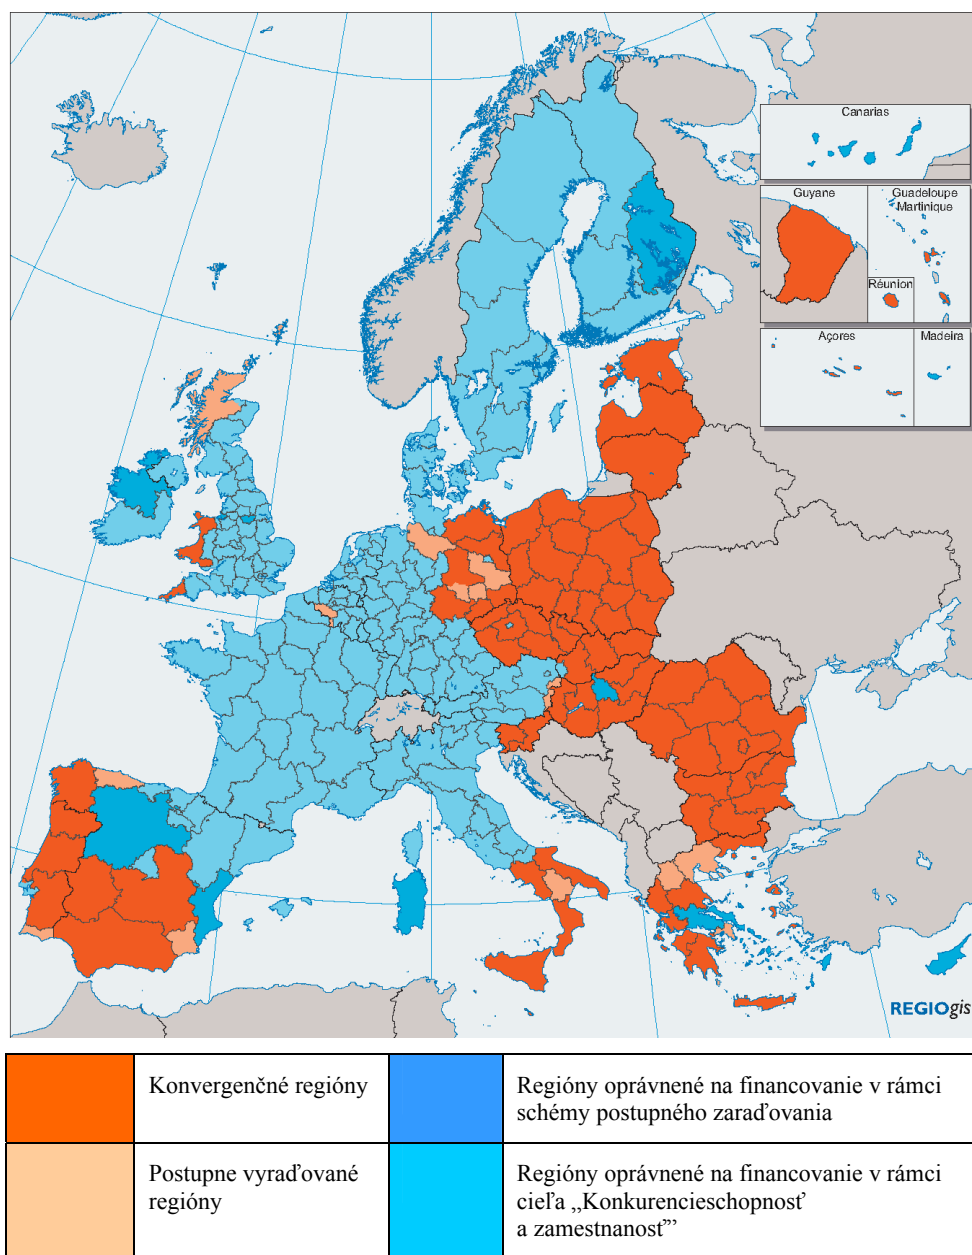 Canarias
Guyane
Guadeloupe
Martinique
Réunion
Açores
Madeira
REGIOgis
Konvergenčné regióny
Regióny oprávnené na financovanie v rámci
schémy postupného zaraďovania
Postupne vyraďované
regióny
Regióny oprávnené na financovanie v rámci
cieľa „Konkurencieschopnosť
a zamestnanosť”